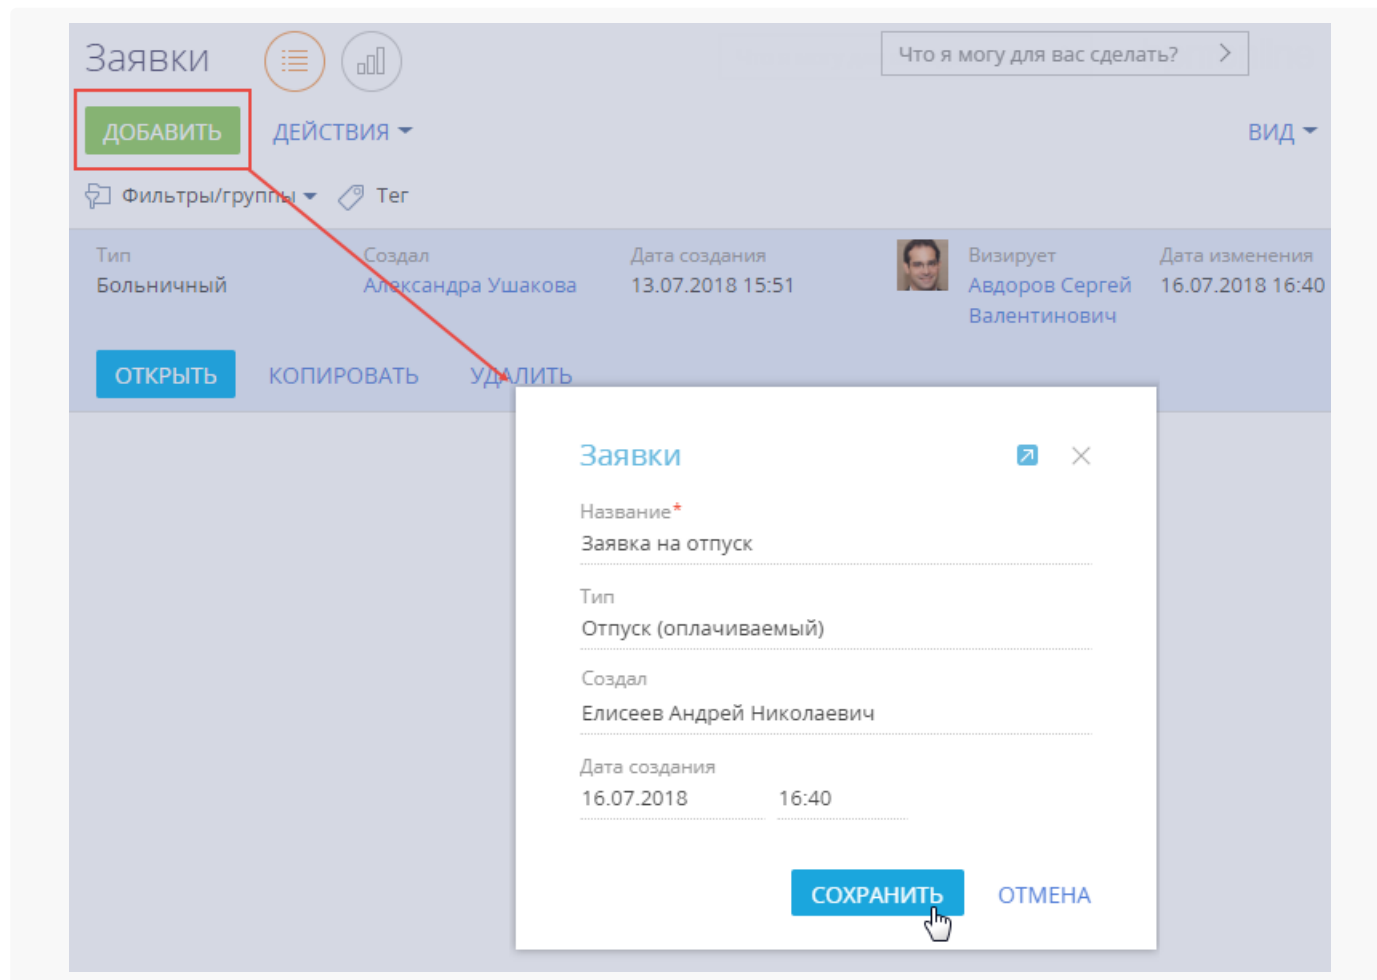 Заявки
Что я могу для вас сделать?
ДОБАВИТЬ
ДЕЙСТВИЯ
ВИД
Фильтры/группы
Тег
Тип
Создал
Дата создания
Визирует
Дата изменения
Больничный
Александра Ушакова
13.07.2018 15:51
Авдоров Сергей
16.07.2018 16:40
Валентинович
ОТКРЫТЬ
КОПИРОВАТЬ
УДАЛИТЬ
Заявки
Название*
Заявка на отпуск
Тип
Отпуск (оплачиваемый)
Создал
Елисеев Андрей Николаевич
Дата создания
16.07.2018 16:40
СОХРАНИТЬ
ОТМЕНА